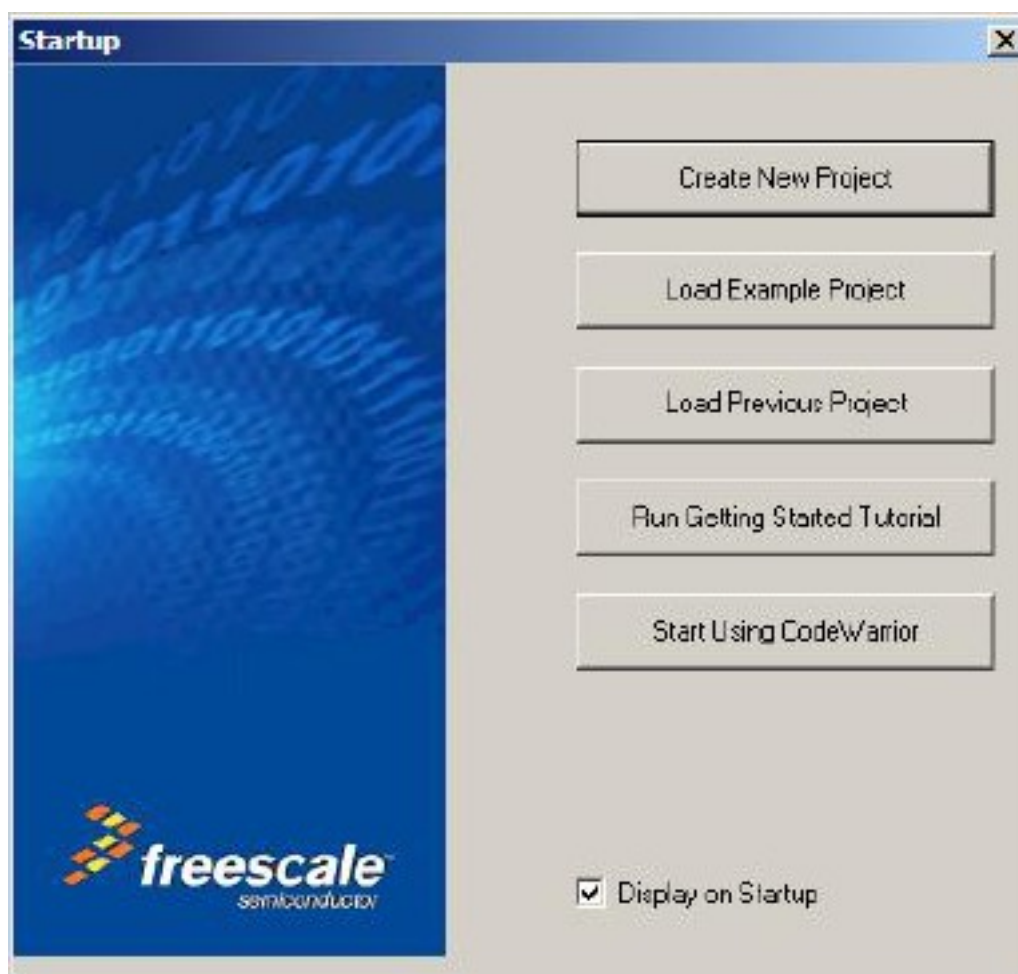 Startup
Create New Project
Load Example Project
Load Previous Project
Run Getting Started Tutorial
Start Using CodeWarrior
freescale
semiconductor
Display on Startup